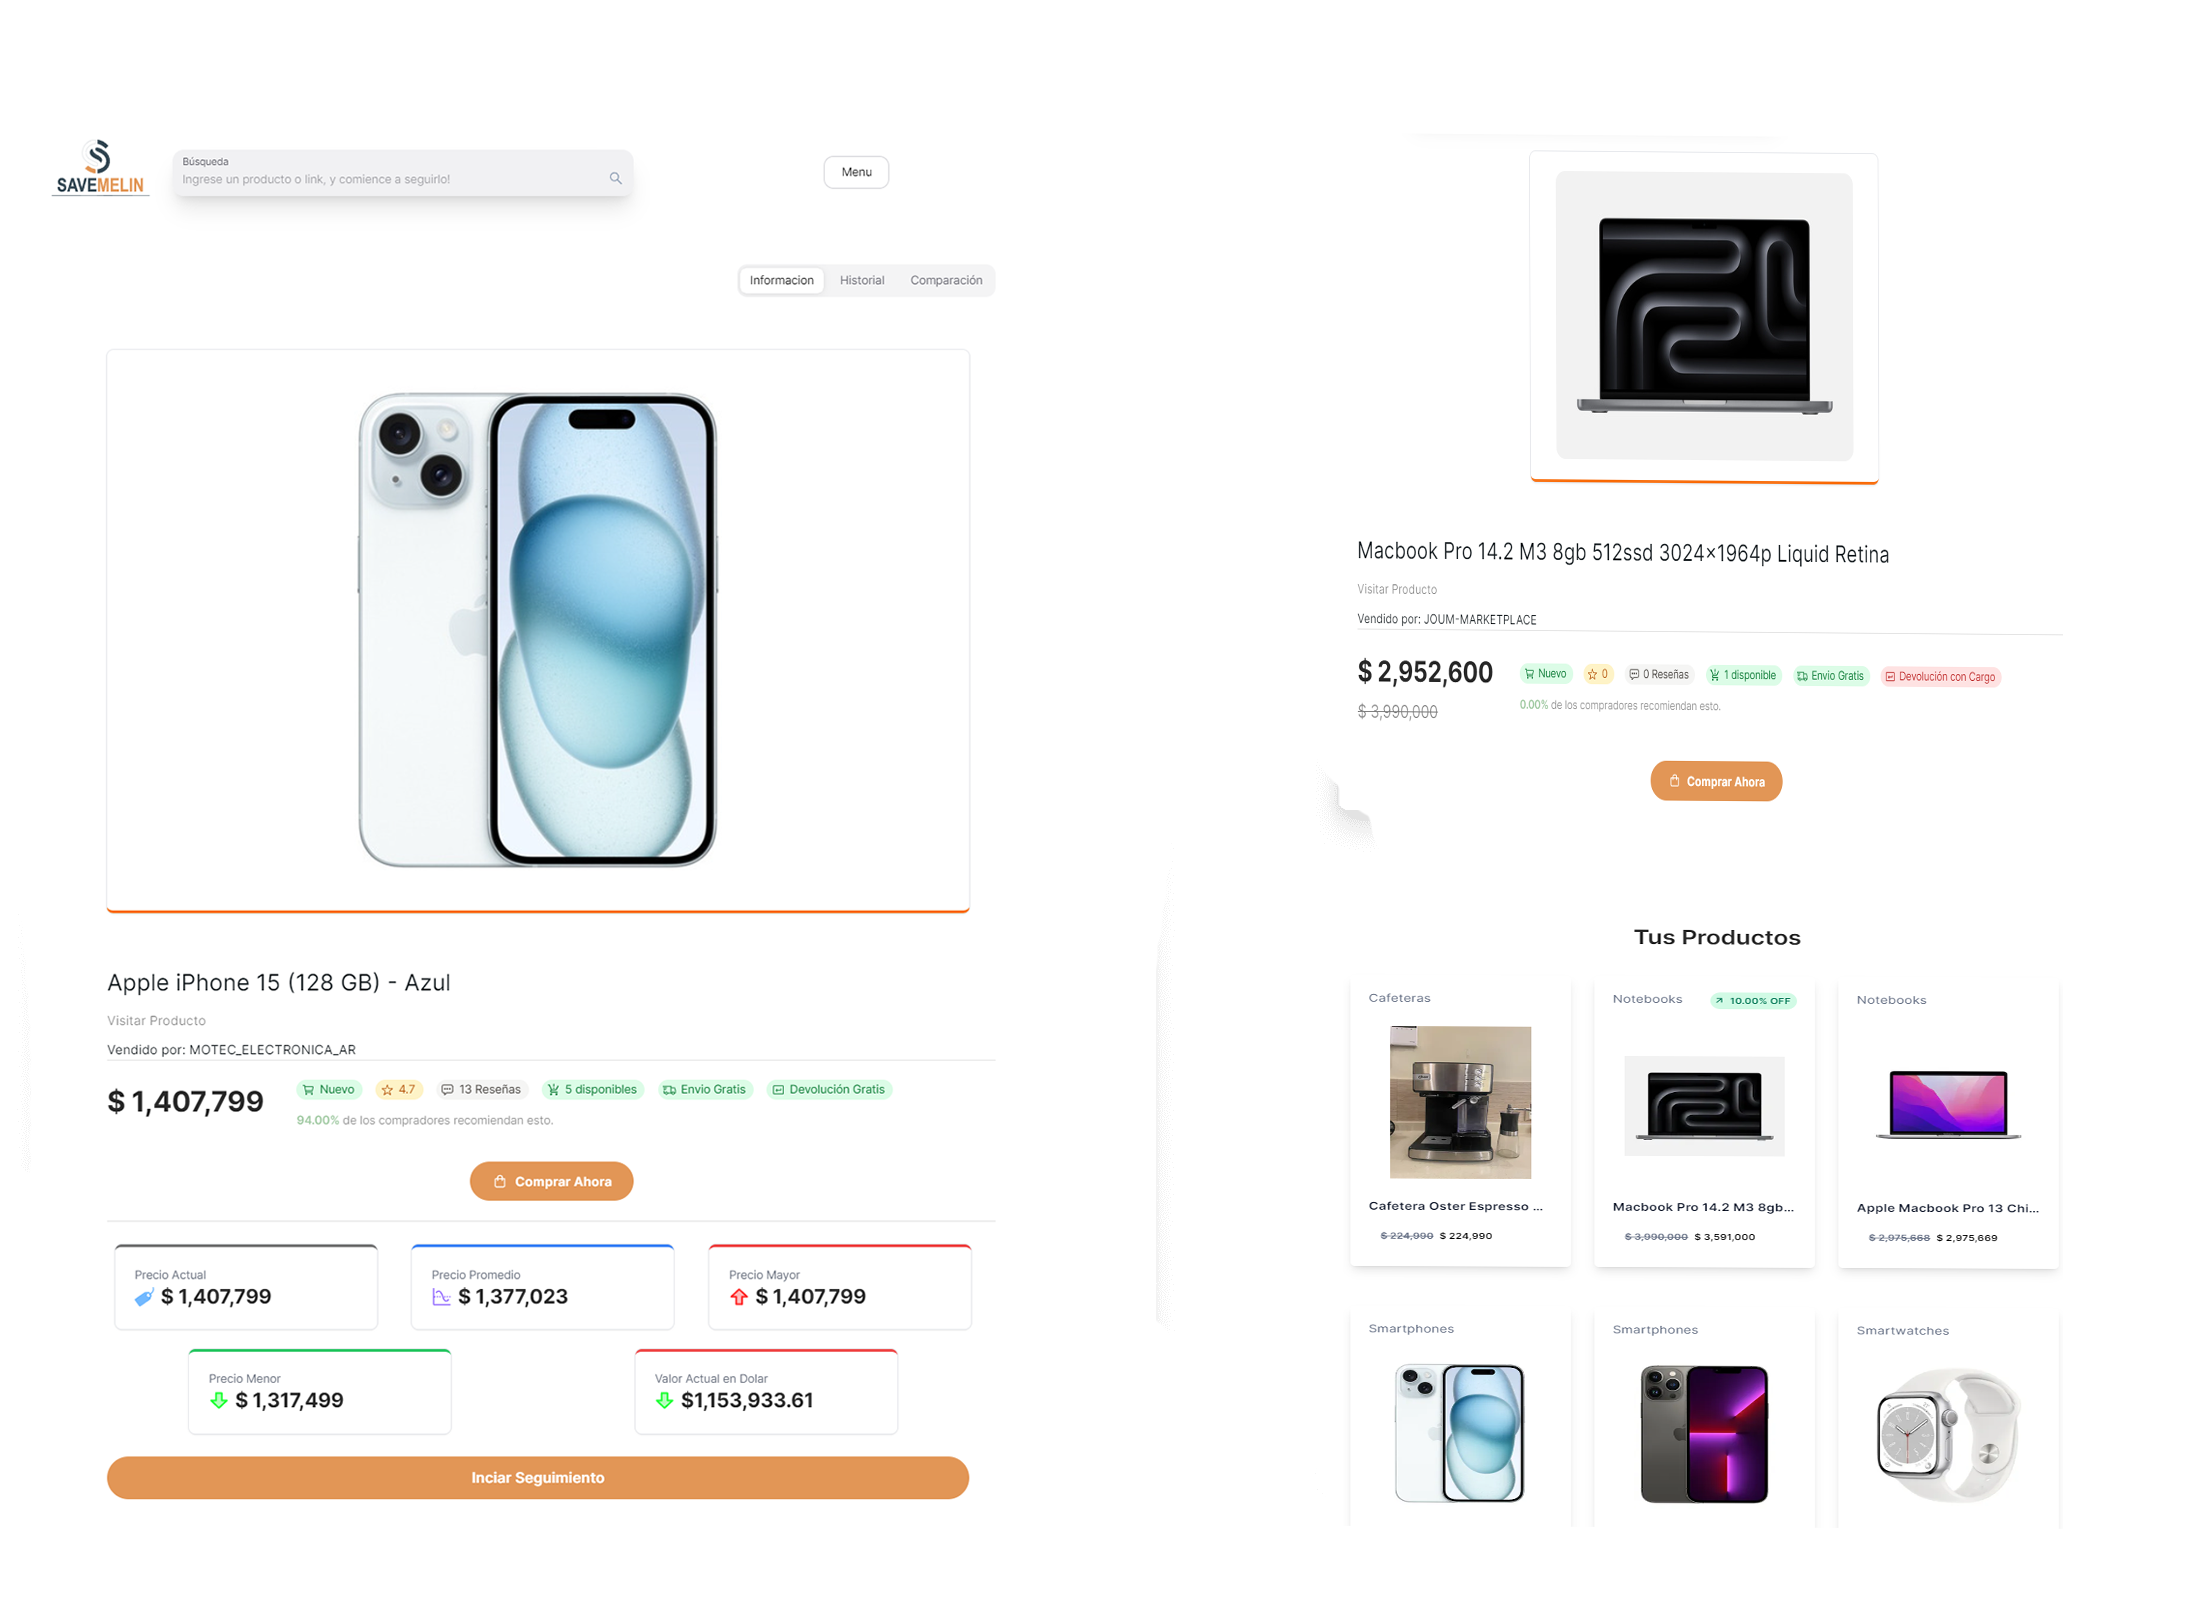 SAVEMELIN
Búsqueda
Ingrese un producto o link, y comience a seguirlo!
Menu
Informacion Historial Comparación
Apple iPhone 15 (128 GB) - Azul
Visitar Producto
Vendido por: MOTEC_ELECTRONICA_AR
$ 1,407,799
Nuevo 4.7 13 Reseñas 5 disponibles Envio Gratis Devolución Gratis
94.00% de los compradores recomiendan esto.
Comprar Ahora
Precio Actual
$ 1,407,799
Precio Promedio
$ 1,377,023
Precio Mayor
$ 1,407,799
Precio Menor
$ 1,317,499
Valor Actual en Dolar
$1,153,933.61
Inciar Seguimiento
Macbook Pro 14.2 M3 8gb 512ssd 3024×1964p Liquid Retina
Visitar Producto
Vendido por: JOUM-MARKETPLACE
$ 2,952,600
$ 3,990,000
Nuevo 0 0 Reseñas 1 disponible Envio Gratis Devolución con Cargo
0.00% de los compradores recomiendan esto.
Comprar Ahora
Tus Productos
Cafeteras
Cafetera Oster Espresso ...
$ 224,990 $ 224,990
Notebooks 10.00% OFF
Macbook Pro 14.2 M3 8gb...
$ 3,990,000 $ 3,591,000
Notebooks
Apple Macbook Pro 13 Chi...
$ 2,975,668 $ 2,975,669
Smartphones
Smartphones
Smartwatches